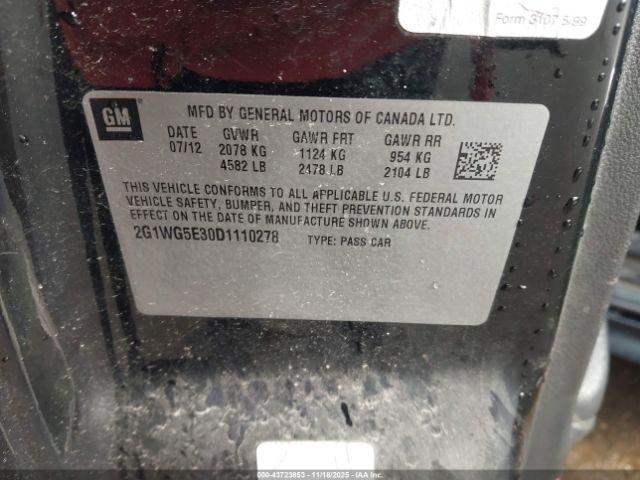 Form 3107 5/99
GM
MFD BY GENERAL MOTORS OF CANADA LTD.
DATE GVWR GAWR FRT GAWR RR
07/12 2078 KG 1124 KG 954 KG
4582 LB 2478 LB 2104 LB
THIS VEHICLE CONFORMS TO ALL APPLICABLE U.S. FEDERAL MOTOR
VEHICLE SAFETY, BUMPER, AND THEFT PREVENTION STANDARDS IN
EFFECT ON THE DATE OF MANUFACTURE SHOWN ABOVE.
2G1WG5E30D1110278 TYPE: PASS CAR
000-43723853 - 11/18/2025 - IAAI.COM